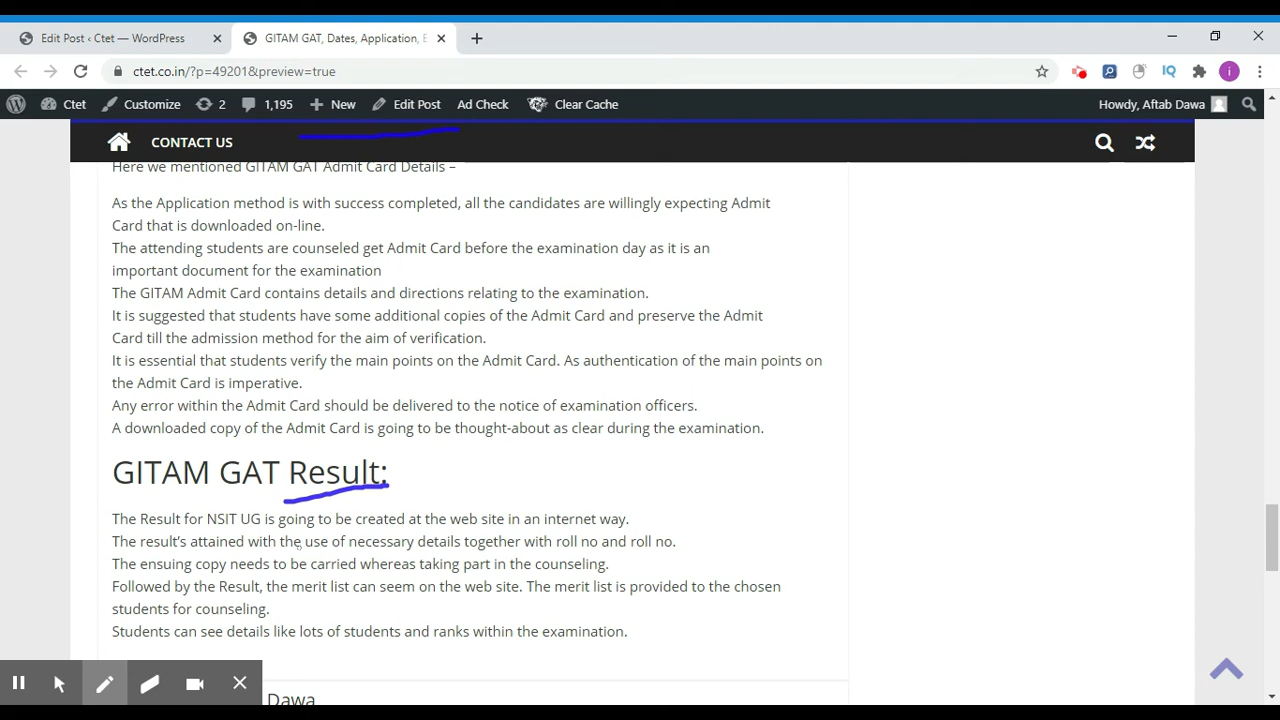 Edit Post ‹ Ctet — WordPress
GITAM GAT, Dates, Application, E
ctet.co.in/?p=49201&preview=true
Ctet Customize 2 1,195 New Edit Post Ad Check Clear Cache Howdy, Aftab Dawa
CONTACT US
Here we mentioned GITAM GAT Admit Card Details –
As the Application method is with success completed, all the candidates are willingly expecting Admit
Card that is downloaded on-line.
The attending students are counseled get Admit Card before the examination day as it is an
important document for the examination
The GITAM Admit Card contains details and directions relating to the examination.
It is suggested that students have some additional copies of the Admit Card and preserve the Admit
Card till the admission method for the aim of verification.
It is essential that students verify the main points on the Admit Card. As authentication of the main points on
the Admit Card is imperative.
Any error within the Admit Card should be delivered to the notice of examination officers.
A downloaded copy of the Admit Card is going to be thought-about as clear during the examination.
GITAM GAT Result:
The Result for NSIT UG is going to be created at the web site in an internet way.
The result's attained with the use of necessary details together with roll no and roll no.
The ensuing copy needs to be carried whereas taking part in the counseling.
Followed by the Result, the merit list can seem on the web site. The merit list is provided to the chosen
students for counseling.
Students can see details like lots of students and ranks within the examination.
Dawa